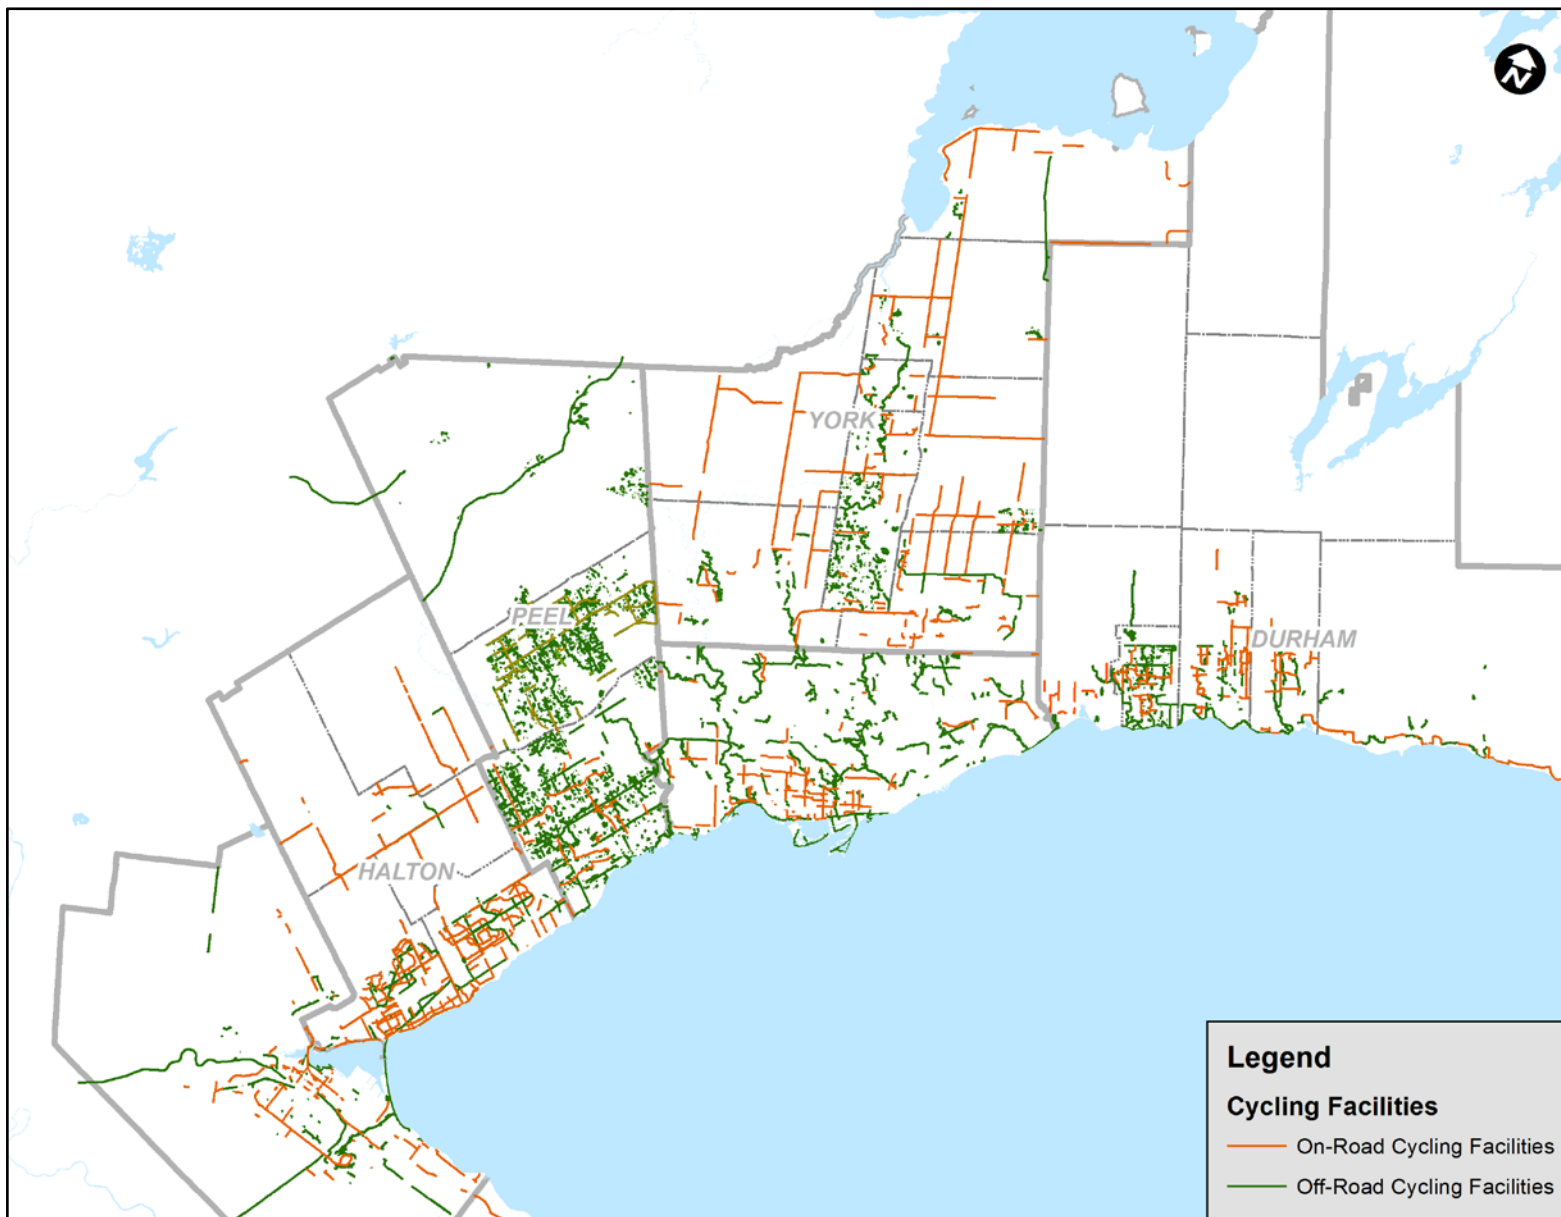 N
YORK
PEEL
DURHAM
HALTON
Legend
Cycling Facilities
On-Road Cycling Facilities
Off-Road Cycling Facilities